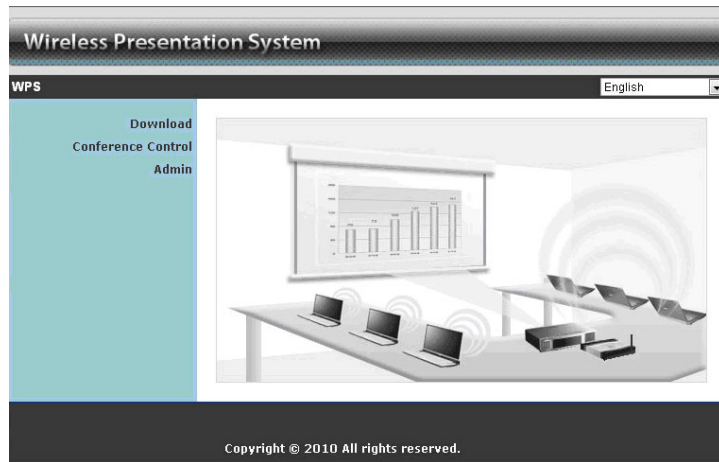 Wireless Presentation System
WPS
English
Download
Conference Control
Admin
Copyright © 2010 All rights reserved.